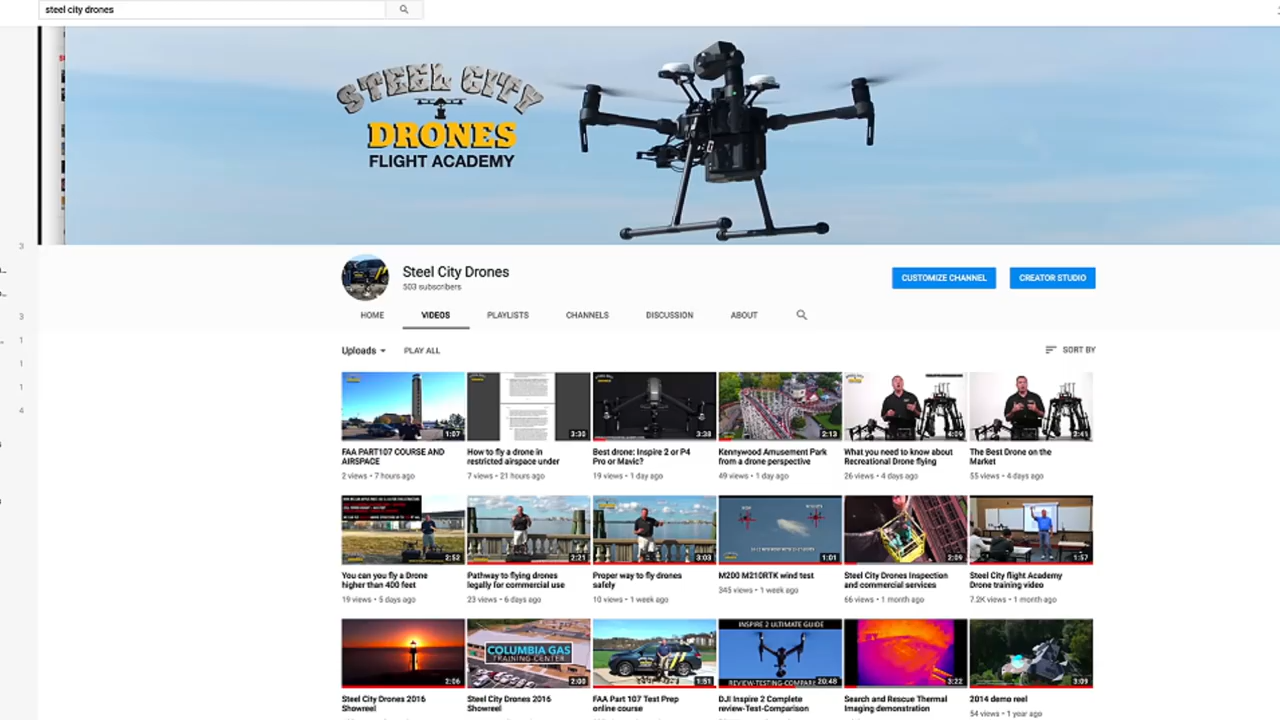 steel city drones
STEEL CITY
DRONES
FLIGHT ACADEMY
Steel City Drones
503 subscribers
CUSTOMIZE CHANNEL
CREATOR STUDIO
HOME
VIDEOS
PLAYLISTS
CHANNELS
DISCUSSION
ABOUT
Uploads
PLAY ALL
SORT BY
3
3
1
1
1
4
1:07
3:30
3:38
2:13
4:09
2:41
FAA PART107 COURSE AND
AIRSPACE
2 views • 7 hours ago
How to fly a drone in
restricted airspace under
7 views • 21 hours ago
Best drone: Inspire 2 or P4
Pro or Mavic?
19 views • 1 day ago
Kennywood Amusement Park
from a drone perspective
49 views • 1 day ago
What you need to know about
Recreational Drone flying
26 views • 4 days ago
The Best Drone on the
Market
55 views • 4 days ago
2:52
2:21
3:03
1:01
2:09
1:57
You can you fly a Drone
higher than 400 feet
19 views • 5 days ago
Pathway to flying drones
legally for commercial use
23 views • 6 days ago
Proper way to fly drones
safely
10 views • 1 week ago
M200 M210RTK wind test
345 views • 1 week ago
Steel City Drones Inspection
and commercial services
66 views • 1 month ago
Steel City flight Academy
Drone training video
7.2K views • 1 month ago
2:06
COLUMBIA GAS
TRAINING CENTER
2:00
1:51
INSPIRE 2 ULTIMATE GUIDE
REVIEW-TESTING-COMPARE
20:48
3:22
3:09
Steel City Drones 2016
Showreel
Steel City Drones 2016
Showreel
FAA Part 107 Test Prep
online course
DJI Inspire 2 Complete
review-Test-Comparison
Search and Rescue Thermal
Imaging demonstration
2014 demo reel
54 views • 1 year ago